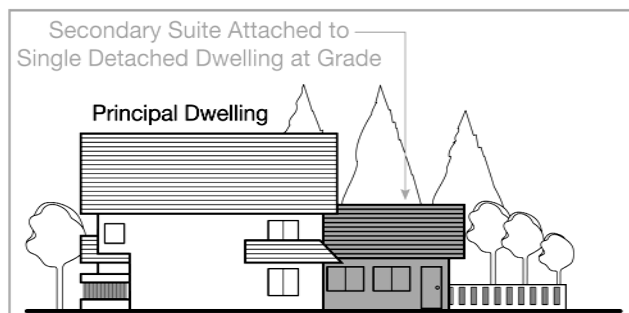 Secondary Suite Attached to
Single Detached Dwelling at Grade
Principal Dwelling